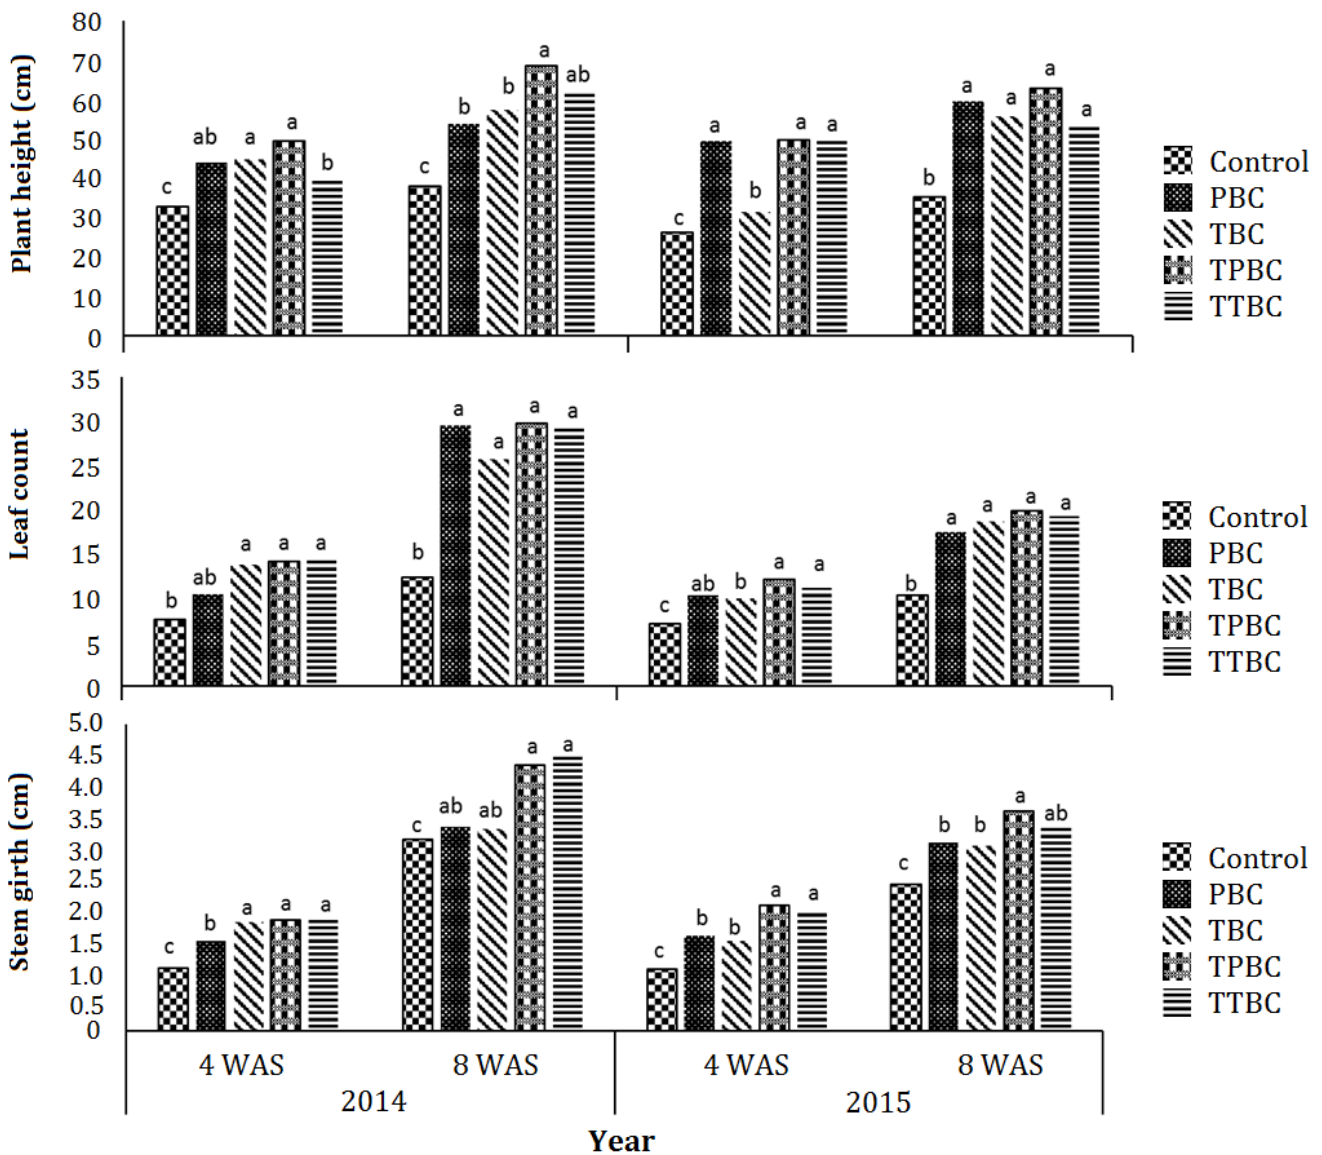 Plant height (cm)
80
70
60
50
40
30
20
10
0
c ab a a b
c b b a ab
c a b a a
b a a a a
Control
PBC
TBC
TPBC
TTBC
Leaf count
35
30
25
20
15
10
5
0
b ab a a a
b a a a a
c ab b a a
b a a a a
Control
PBC
TBC
TPBC
TTBC
Stem girth (cm)
5.0
4.5
4.0
3.5
3.0
2.5
2.0
1.5
1.0
0.5
0
c b a a a
c ab ab a a
c b b a a
c b b a ab
Control
PBC
TBC
TPBC
TTBC
4 WAS 8 WAS 4 WAS 8 WAS
2014 2015
Year